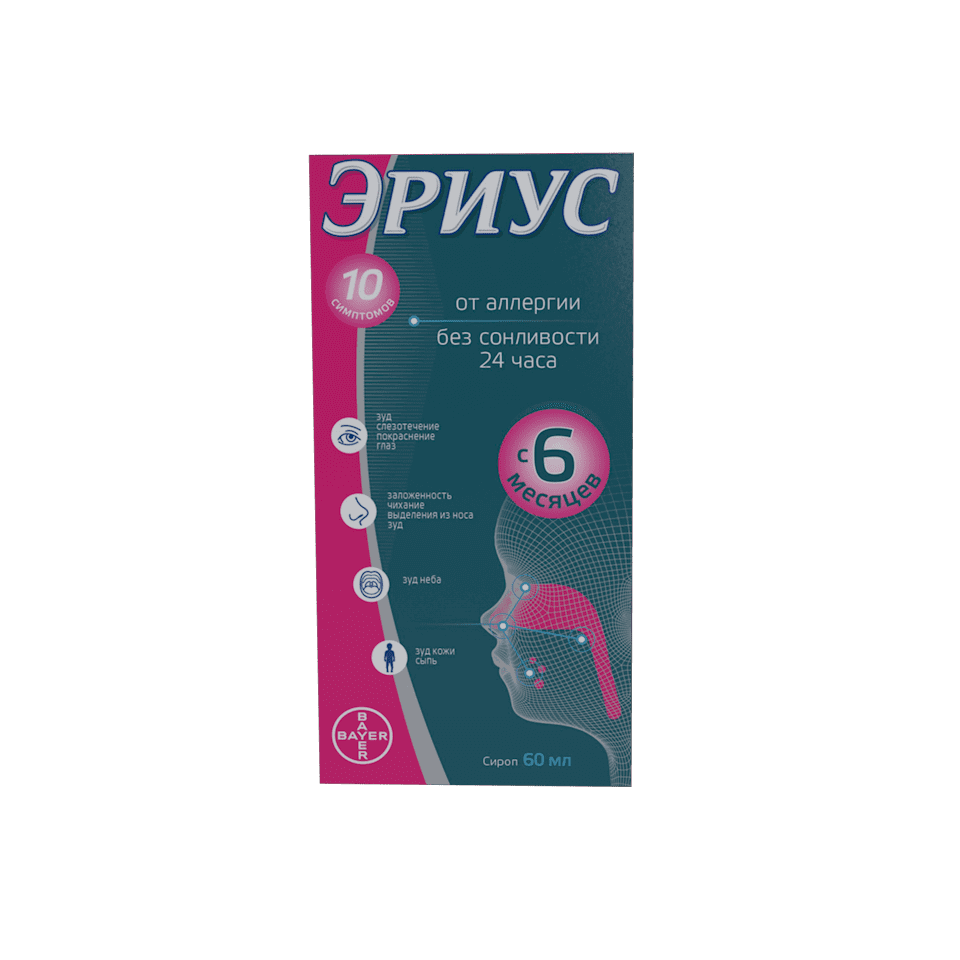 ЭРИУС
10
СИМПТОМОВ
от аллергии
без сонливости
24 часа
зуд
слезотечение
покраснение
глаз
с 6
месяцев
заложенность
чихание
выделения из носа
зуд
зуд неба
зуд кожи
сыпь
BAYER
BAYER
Сироп 60 мл